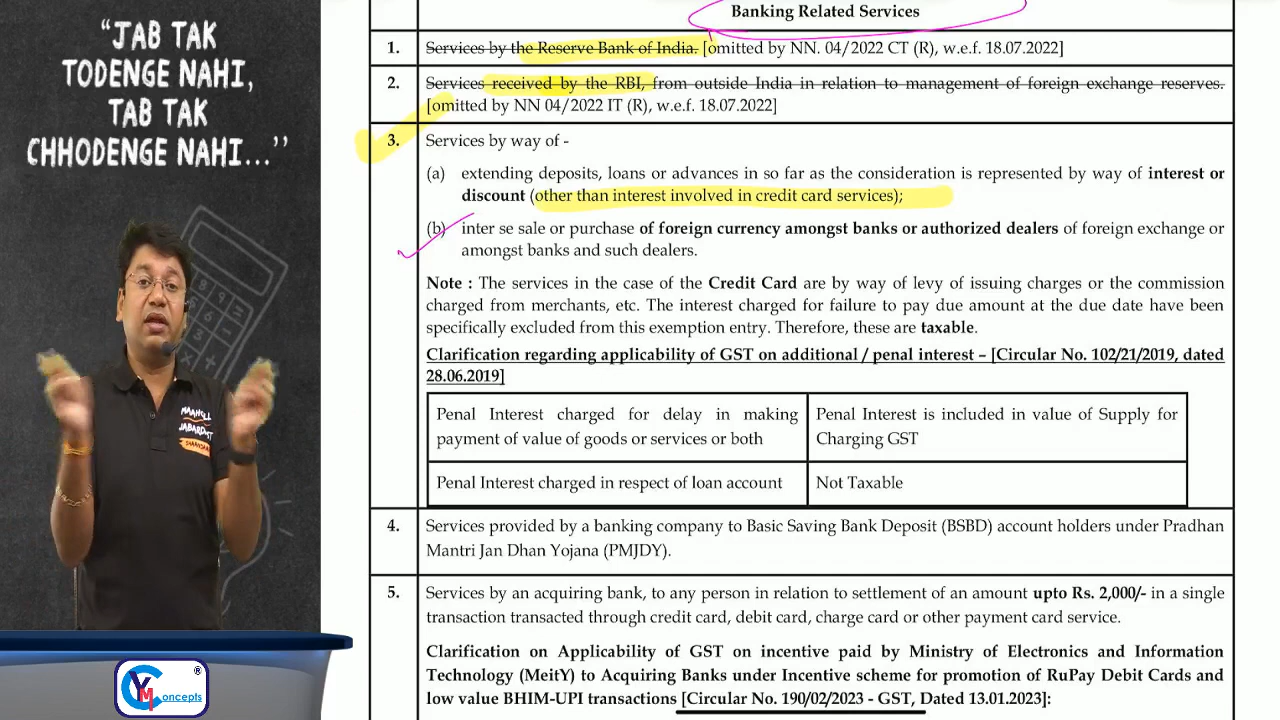 “JAB TAK
TODENGE NAHI,
TAB TAK
CHHODENGE NAHI...’’
MAAHOLL
JABARDAST
CYM Concepts ®
Banking Related Services
1. Services by the Reserve Bank of India. [omitted by NN. 04/2022 CT (R), w.e.f. 18.07.2022]
2. Services received by the RBI, from outside India in relation to management of foreign exchange reserves.
[omitted by NN 04/2022 IT (R), w.e.f. 18.07.2022]
3. Services by way of -
(a) extending deposits, loans or advances in so far as the consideration is represented by way of interest or
discount (other than interest involved in credit card services);
(b) inter se sale or purchase of foreign currency amongst banks or authorized dealers of foreign exchange or
amongst banks and such dealers.
Note : The services in the case of the Credit Card are by way of levy of issuing charges or the commission
charged from merchants, etc. The interest charged for failure to pay due amount at the due date have been
specifically excluded from this exemption entry. Therefore, these are taxable.
Clarification regarding applicability of GST on additional / penal interest – [Circular No. 102/21/2019, dated
28.06.2019]
Penal Interest charged for delay in making
payment of value of goods or services or both
Penal Interest is included in value of Supply for
Charging GST
Penal Interest charged in respect of loan account
Not Taxable
4. Services provided by a banking company to Basic Saving Bank Deposit (BSBD) account holders under Pradhan
Mantri Jan Dhan Yojana (PMJDY).
5. Services by an acquiring bank, to any person in relation to settlement of an amount upto Rs. 2,000/- in a single
transaction transacted through credit card, debit card, charge card or other payment card service.
Clarification on Applicability of GST on incentive paid by Ministry of Electronics and Information
Technology (MeitY) to Acquiring Banks under Incentive scheme for promotion of RuPay Debit Cards and
low value BHIM-UPI transactions [Circular No. 190/02/2023 - GST, Dated 13.01.2023]: